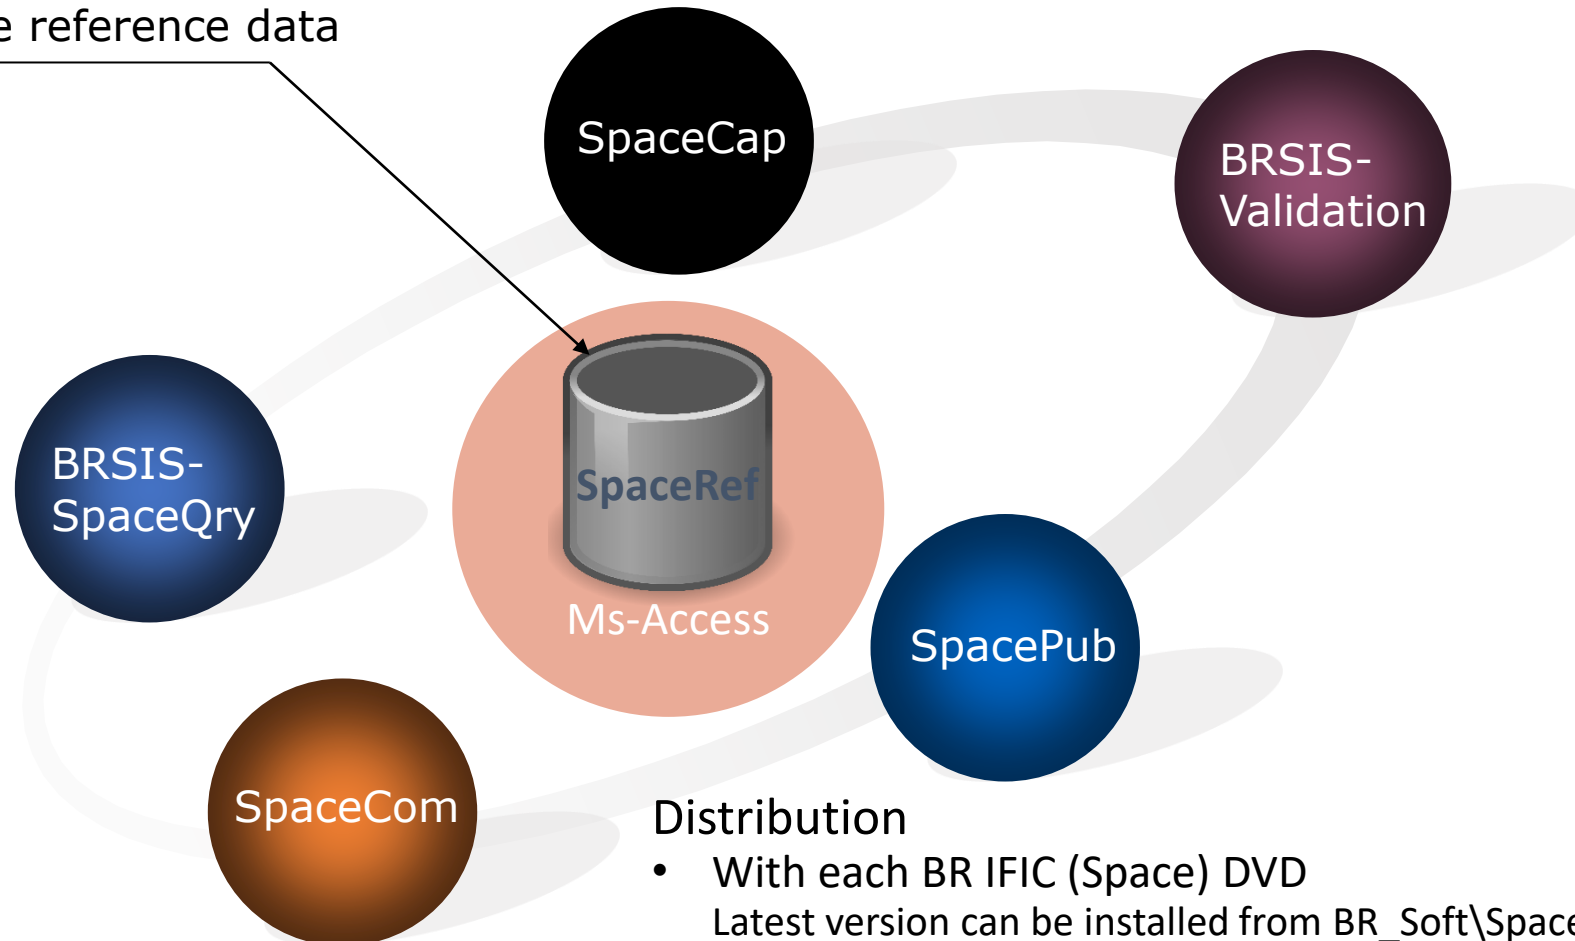 e reference data
SpaceCap
BRSIS-
Validation
BRSIS-
SpaceQry
SpaceRef
Ms-Access
SpacePub
SpaceCom
Distribution
• With each BR IFIC (Space) DVD
Latest version can be installed from BR_Soft\Space